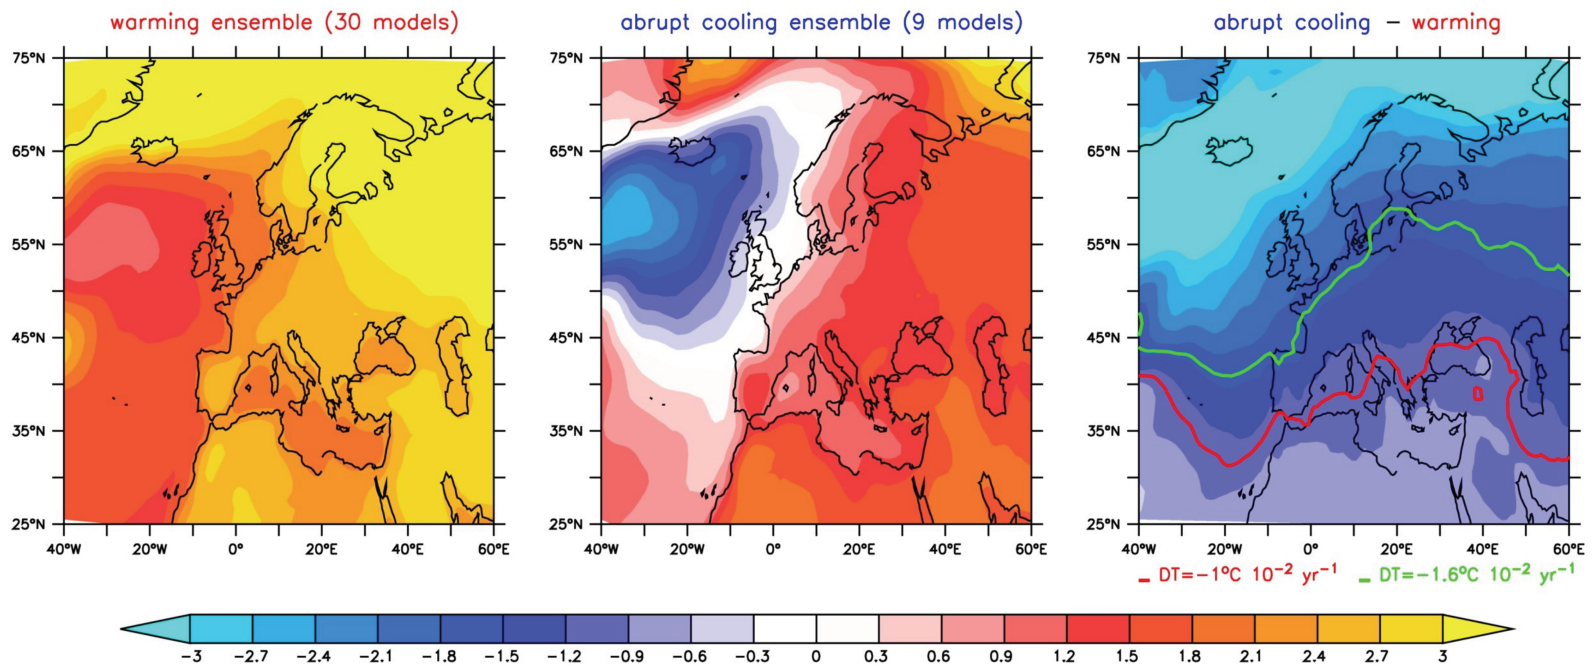 warming ensemble (30 models)
abrupt cooling ensemble (9 models)
abrupt cooling – warming
75°N
65°N
55°N
45°N
35°N
25°N
40°W 20°W 0° 20°E 40°E 60°E
75°N
65°N
55°N
45°N
35°N
25°N
40°W 20°W 0° 20°E 40°E 60°E
75°N
65°N
55°N
45°N
35°N
25°N
40°W 20°W 0° 20°E 40°E 60°E
DT=−1°C 10⁻² yr⁻¹ DT=−1.6°C 10⁻² yr⁻¹
−3 −2.7 −2.4 −2.1 −1.8 −1.5 −1.2 −0.9 −0.6 −0.3 0 0.3 0.6 0.9 1.2 1.5 1.8 2.1 2.4 2.7 3